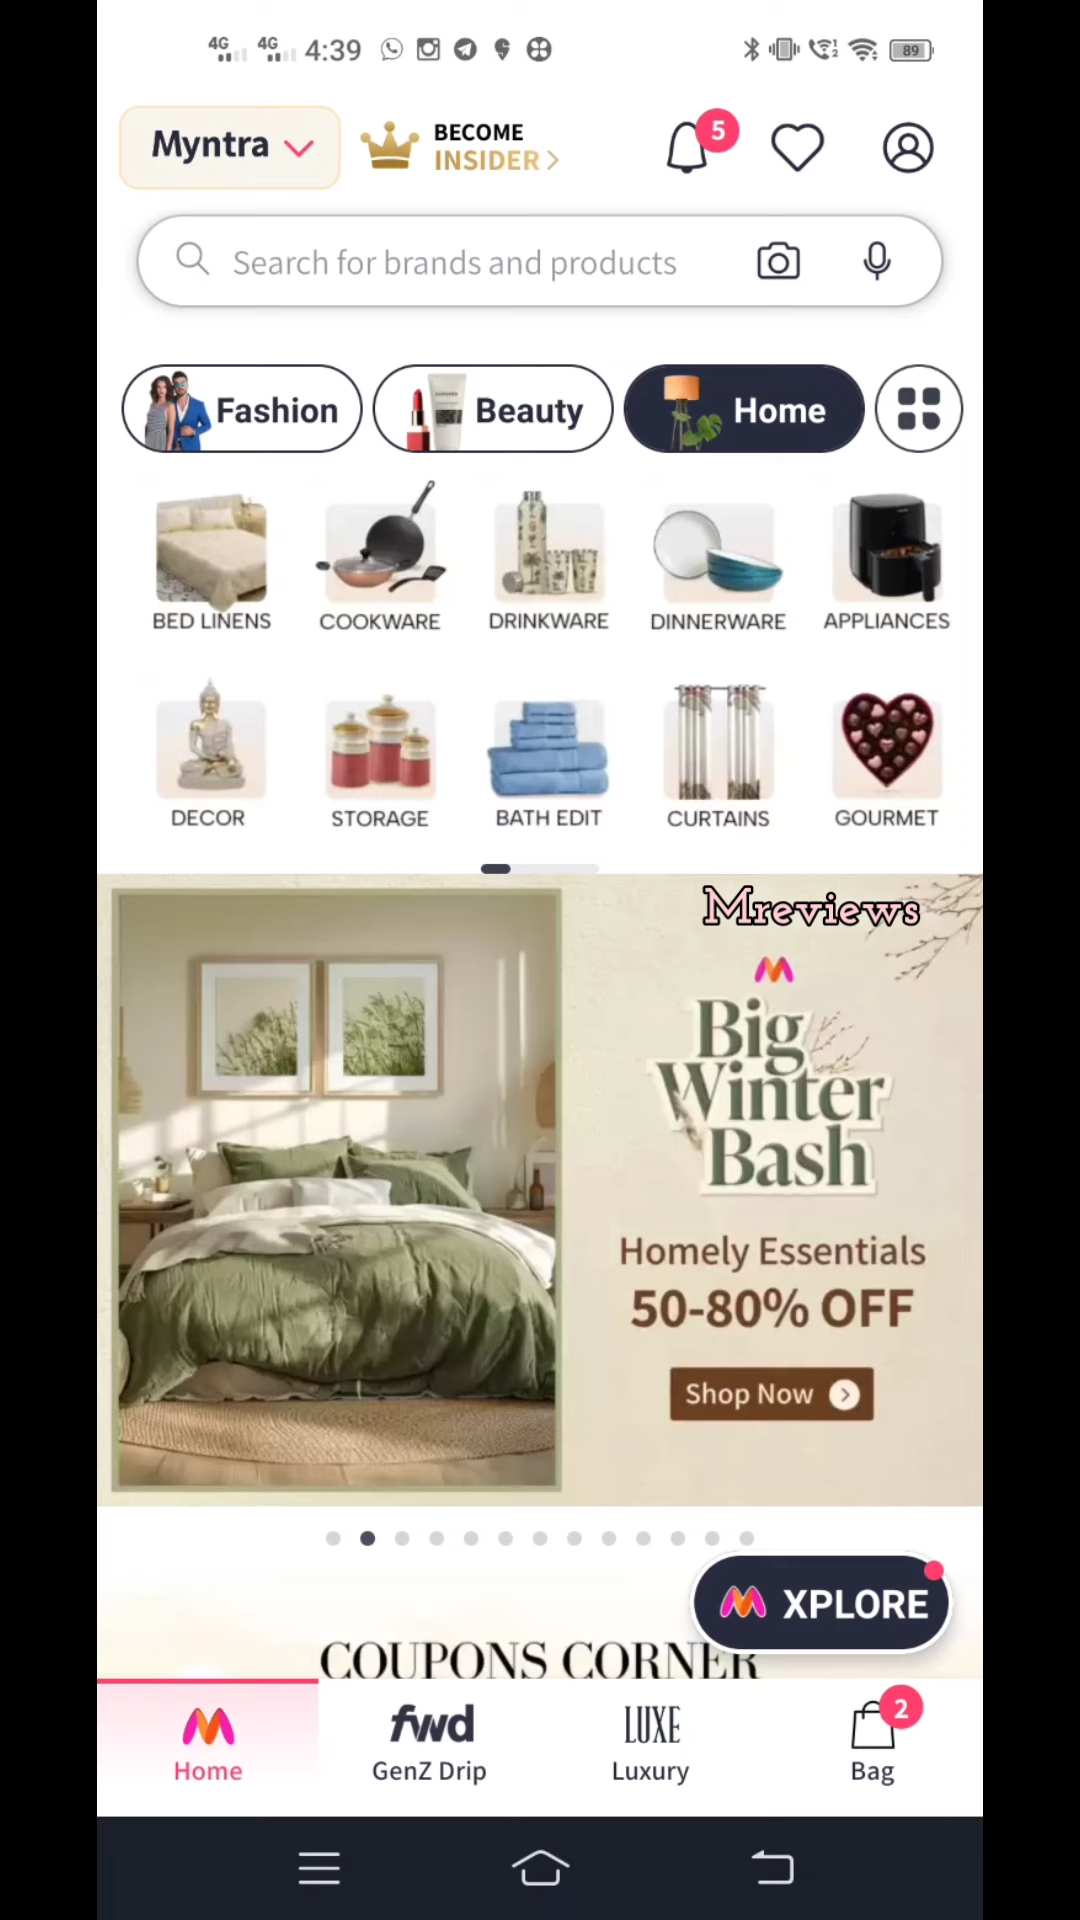 4G 4G 4:39 89
Myntra
BECOME
INSIDER >
5
Search for brands and products
Fashion Beauty Home
BED LINENS COOKWARE DRINKWARE DINNERWARE APPLIANCES
DECOR STORAGE BATH EDIT CURTAINS GOURMET
Mreviews
Big
Winter
Bash
Homely Essentials
50-80% OFF
Shop Now
XPLORE
COUPONS CORNER
fwd LUXE 2
Home GenZ Drip Luxury Bag